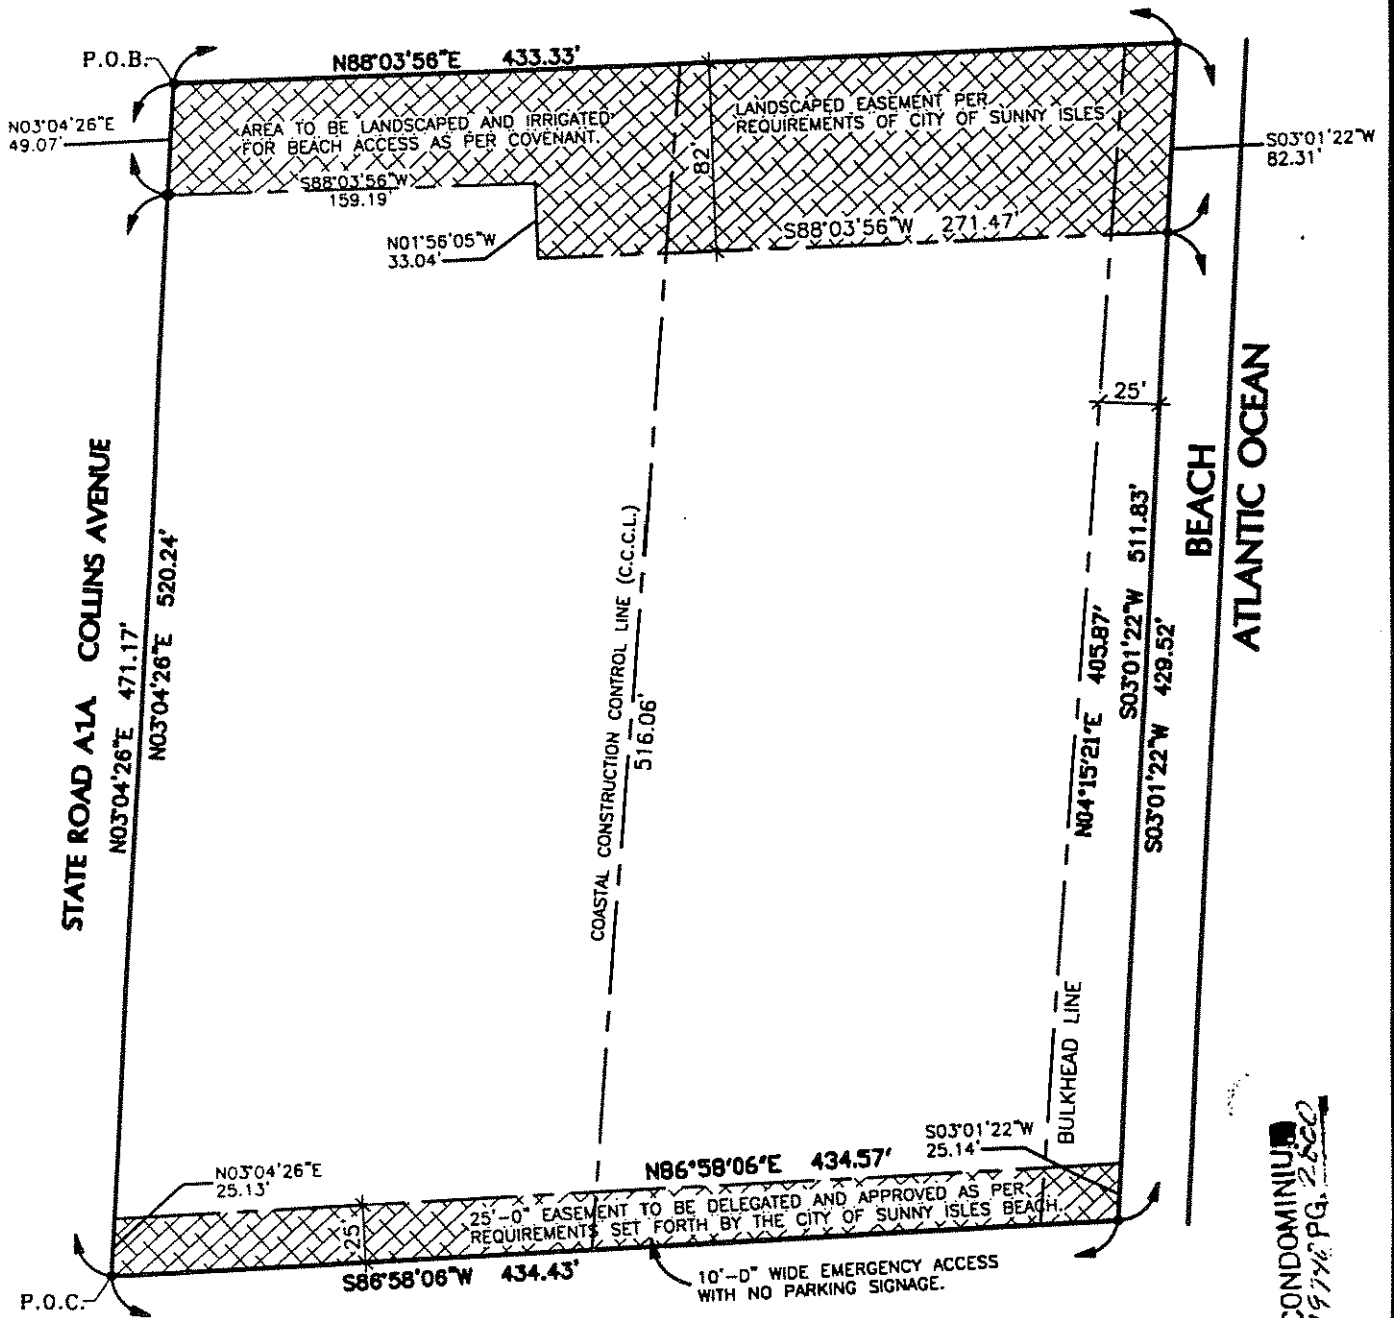 P.O.B.
N88°03'56"E 433.33'
N03°04'26"E
49.07'
AREA TO BE LANDSCAPED AND IRRIGATED
FOR BEACH ACCESS AS PER COVENANT.
LANDSCAPED EASEMENT PER
REQUIREMENTS OF CITY OF SUNNY ISLES
82'
S03°01'22"W
82.31'
S88°03'56"W
159.19'
N01°56'05"W
33.04'
S88°03'56"W 271.47'
25'
STATE ROAD A1A COLLINS AVENUE
N03°04'26"E 471.17'
N03°04'26"E 520.24'
COASTAL CONSTRUCTION CONTROL LINE (C.C.C.L.)
516.06'
N04°15'21"E 405.87'
S03°01'22"W 511.83'
S03°01'22"W 429.52'
BEACH
ATLANTIC OCEAN
BULKHEAD LINE
S03°01'22"W
25.14'
N03°04'26"E
25.13'
N86°58'06"E 434.57'
25'
25'-0" EASEMENT TO BE DELEGATED AND APPROVED AS PER
REQUIREMENTS SET FORTH BY THE CITY OF SUNNY ISLES BEACH.
S86°58'06"W 434.43'
10'-0" WIDE EMERGENCY ACCESS
WITH NO PARKING SIGNAGE.
P.O.C.
CONDOMINIUM
PG.